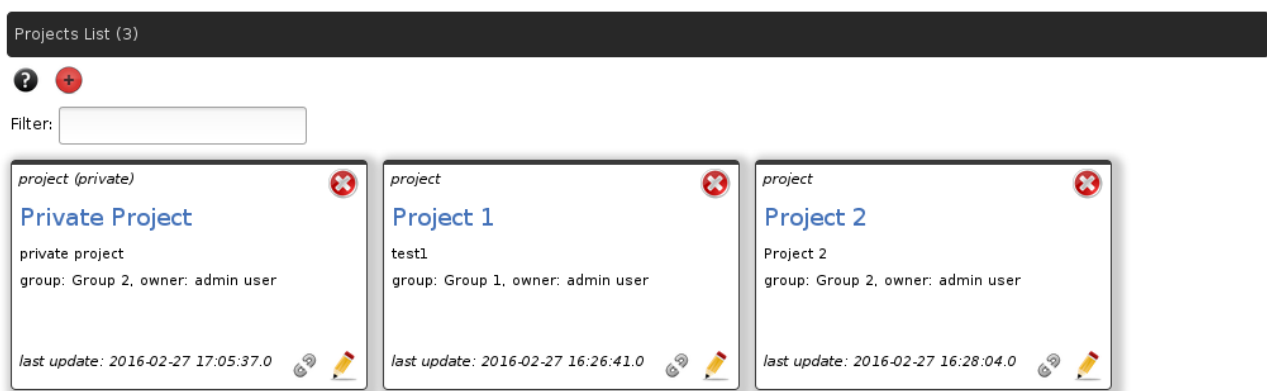 Projects List (3)
?
+
Filter:
project (private)
Private Project
private project
group: Group 2, owner: admin user
last update: 2016-02-27 17:05:37.0
project
Project 1
test1
group: Group 1, owner: admin user
last update: 2016-02-27 16:26:41.0
project
Project 2
Project 2
group: Group 2, owner: admin user
last update: 2016-02-27 16:28:04.0